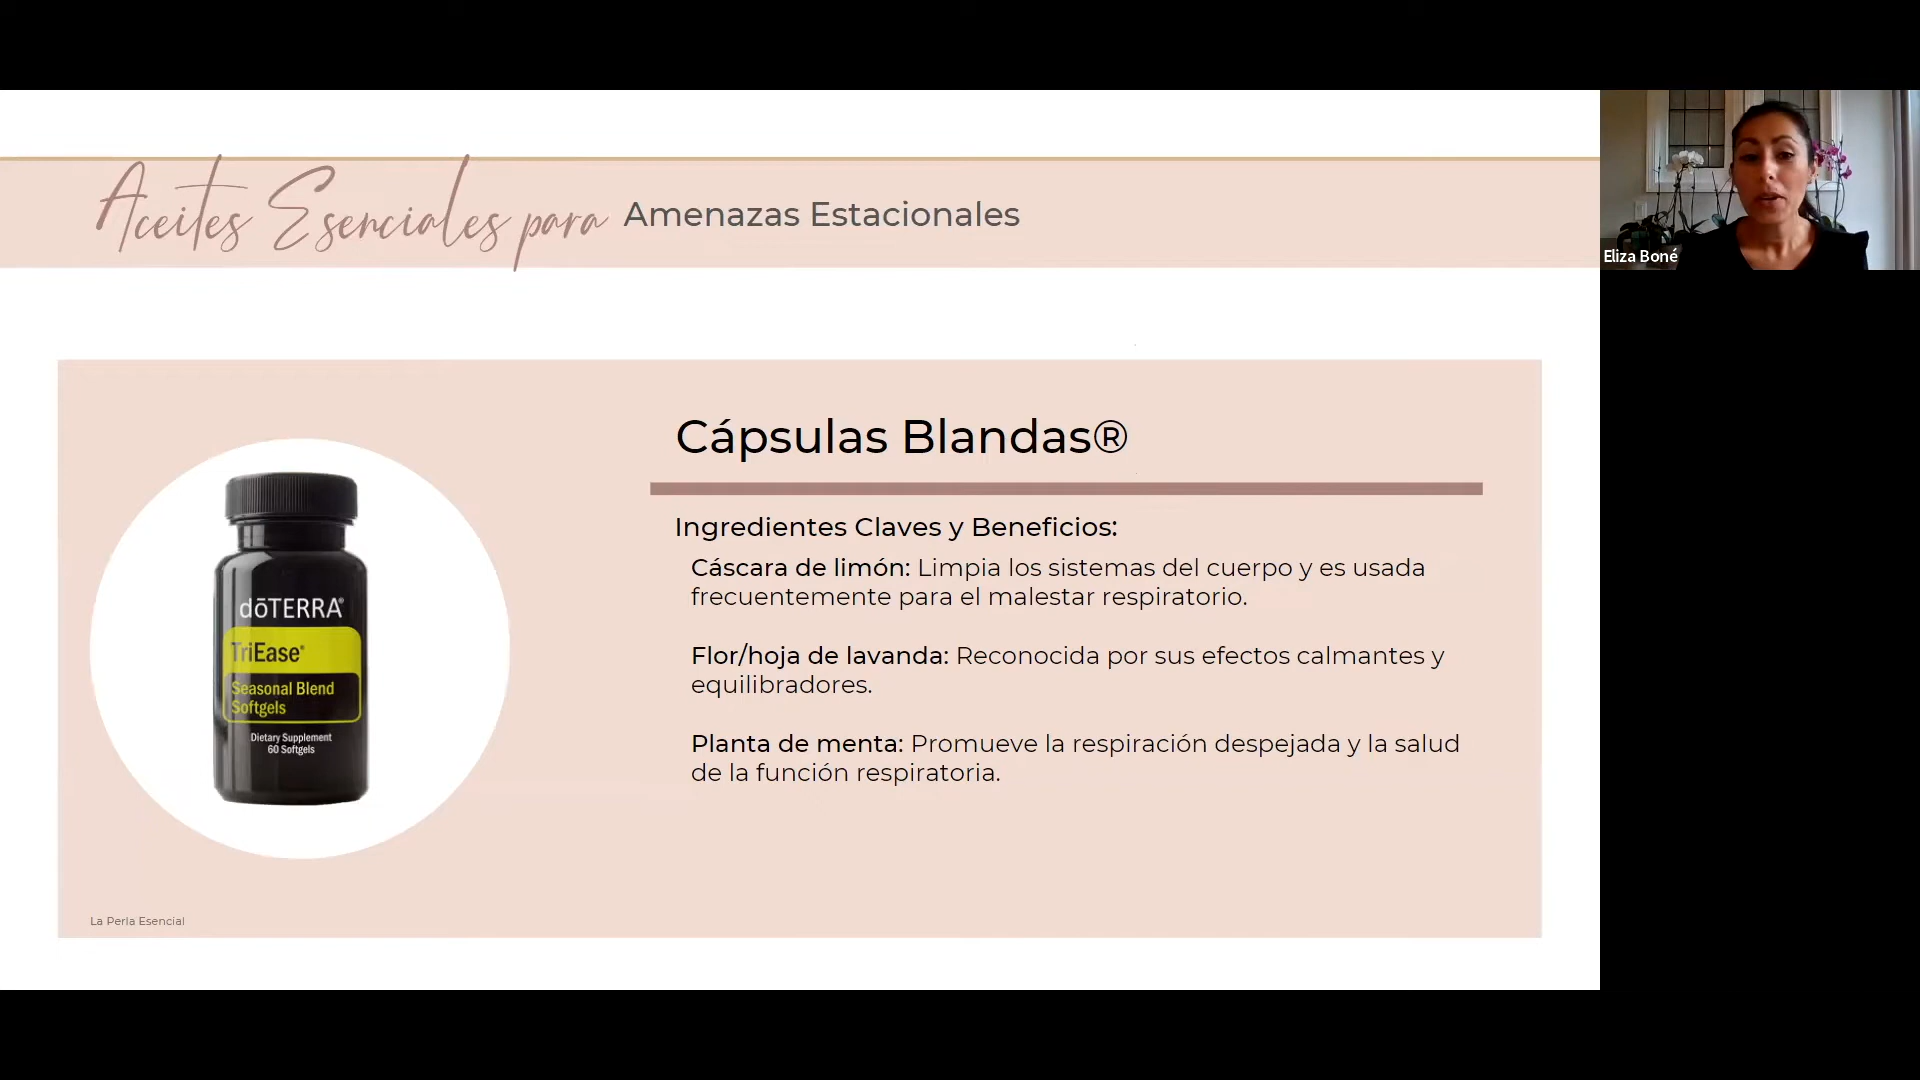 Aceites Esenciales para Amenazas Estacionales
Eliza Boné
Cápsulas Blandas®
Ingredientes Claves y Beneficios:
Cáscara de limón: Limpia los sistemas del cuerpo y es usada
frecuentemente para el malestar respiratorio.
Flor/hoja de lavanda: Reconocida por sus efectos calmantes y
equilibradores.
Planta de menta: Promueve la respiración despejada y la salud
de la función respiratoria.
dōTERRA®
TriEase®
Seasonal Blend
Softgels
Dietary Supplement
60 Softgels
La Perla Esencial